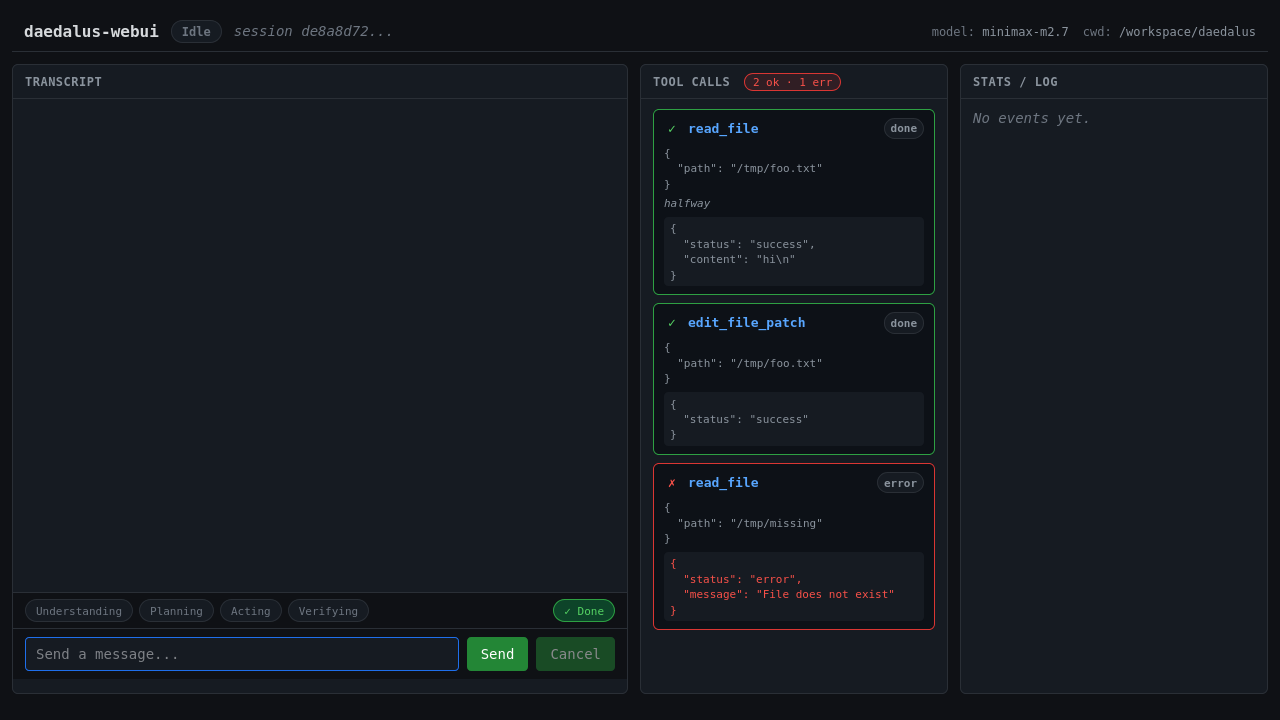 daedalus-webui Idle session de8a8d72... model: minimax-m2.7 cwd: /workspace/daedalus
TRANSCRIPT
Understanding Planning Acting Verifying ✓ Done
Send a message... Send Cancel
TOOL CALLS 2 ok · 1 err
✓ read_file done
{
  "path": "/tmp/foo.txt"
}
halfway
{
  "status": "success",
  "content": "hi\n"
}
✓ edit_file_patch done
{
  "path": "/tmp/foo.txt"
}
{
  "status": "success"
}
✗ read_file error
{
  "path": "/tmp/missing"
}
{
  "status": "error",
  "message": "File does not exist"
}
STATS / LOG
No events yet.